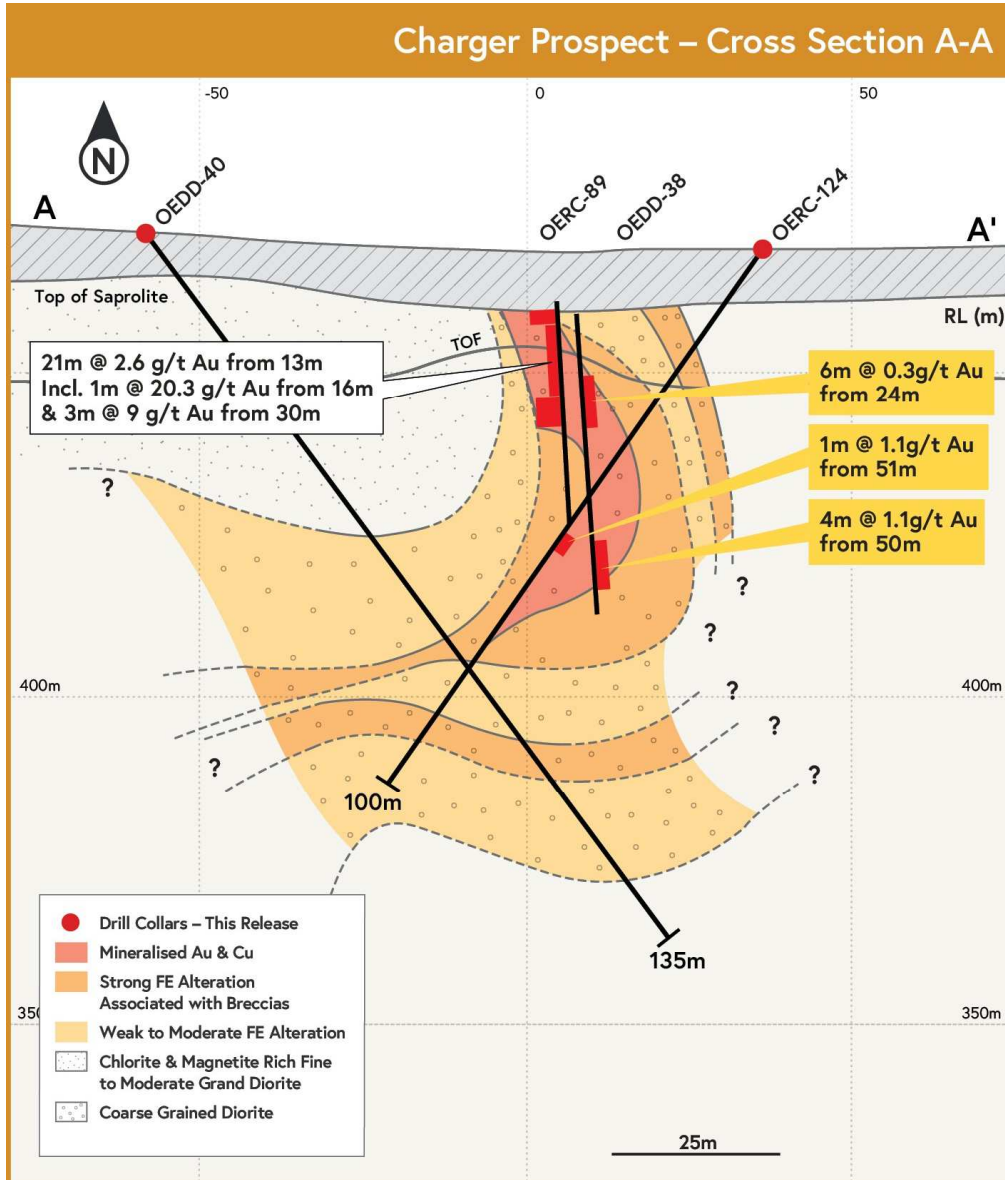 Charger Prospect – Cross Section A-A
-50
0
50
N
A
OEDD-40
OERC-89
OEDD-38
OERC-124
A'
Top of Saprolite
RL (m)
TOF
21m @ 2.6 g/t Au from 13m
Incl. 1m @ 20.3 g/t Au from 16m
& 3m @ 9 g/t Au from 30m
6m @ 0.3g/t Au
from 24m
1m @ 1.1g/t Au
from 51m
4m @ 1.1g/t Au
from 50m
?
?
?
400m
400m
?
?
?
?
100m
135m
Drill Collars – This Release
Mineralised Au & Cu
Strong FE Alteration
Associated with Breccias
Weak to Moderate FE Alteration
Chlorite & Magnetite Rich Fine
to Moderate Grand Diorite
Coarse Grained Diorite
350m
25m